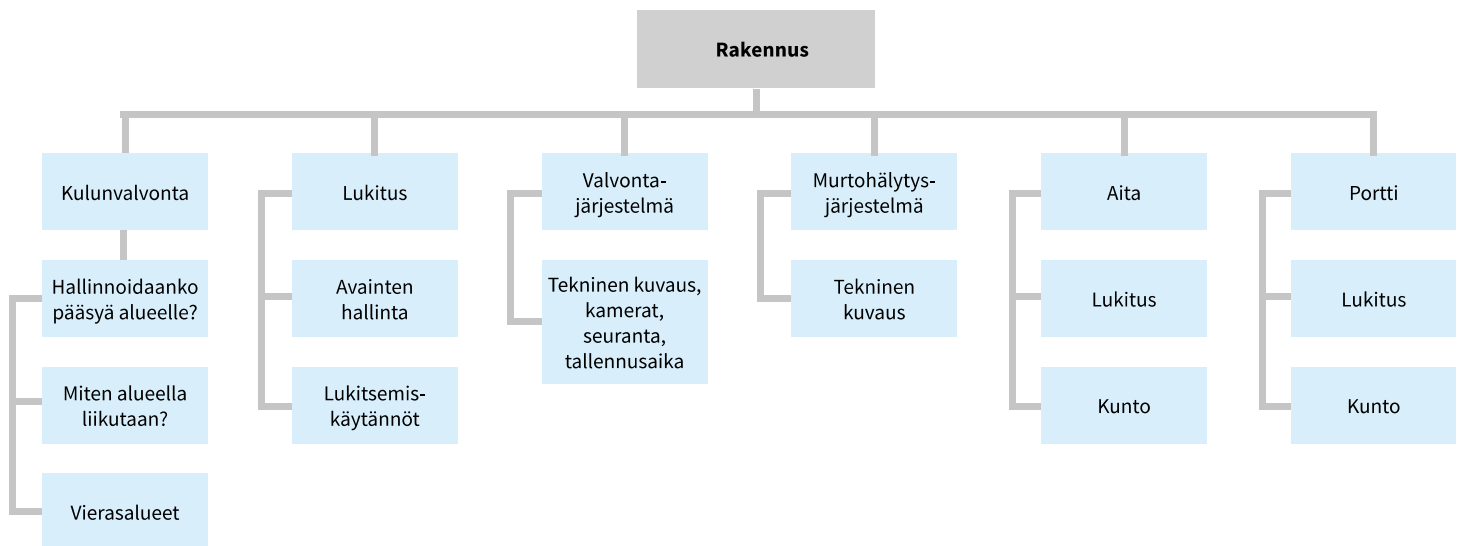 Rakennus
Kulunvalvonta
Hallinnoidaanko
pääsyä alueelle?
Miten alueella
liikutaan?
Vierasalueet
Lukitus
Avainten
hallinta
Lukitsemis-
käytännöt
Valvonta-
järjestelmä
Tekninen kuvaus,
kamerat,
seuranta,
tallennusaika
Murtohälytys-
järjestelmä
Tekninen
kuvaus
Aita
Lukitus
Kunto
Portti
Lukitus
Kunto